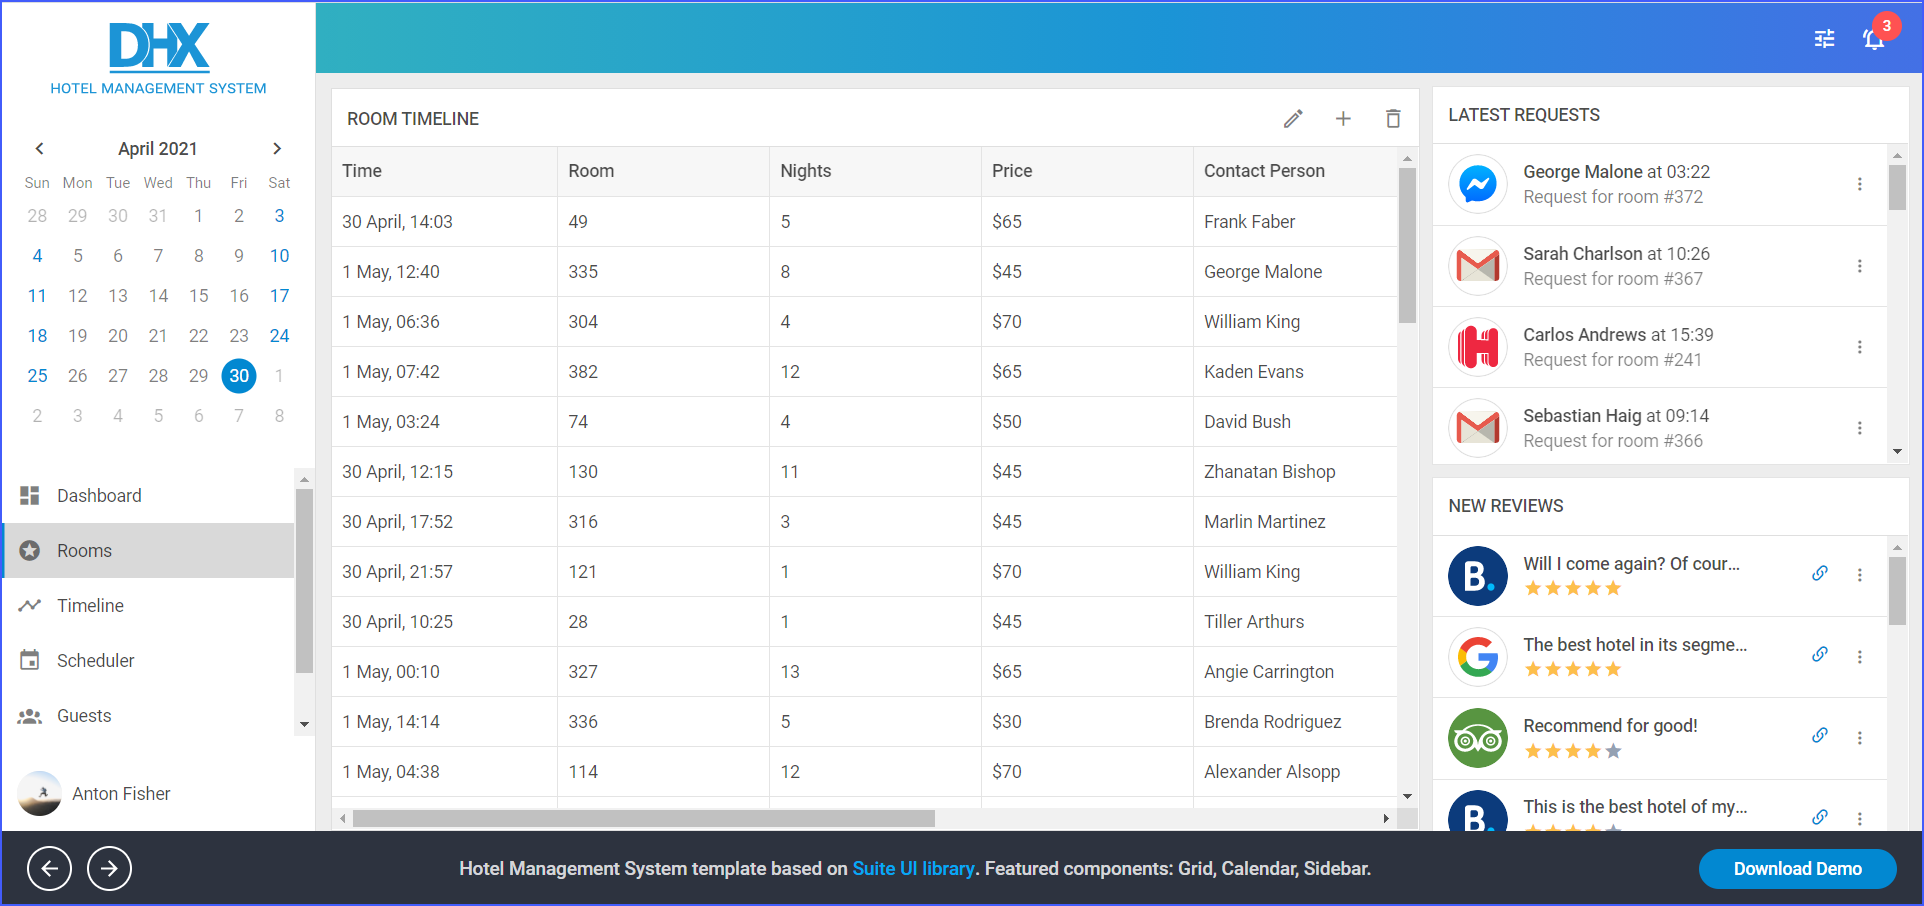 DHX
HOTEL MANAGEMENT SYSTEM
April 2021
Sun Mon Tue Wed Thu Fri Sat
28 29 30 31 1 2 3
4 5 6 7 8 9 10
11 12 13 14 15 16 17
18 19 20 21 22 23 24
25 26 27 28 29 30 1
2 3 4 5 6 7 8
Dashboard
Rooms
Timeline
Scheduler
Guests
Anton Fisher
3
ROOM TIMELINE
Time Room Nights Price Contact Person
30 April, 14:03 49 5 $65 Frank Faber
1 May, 12:40 335 8 $45 George Malone
1 May, 06:36 304 4 $70 William King
1 May, 07:42 382 12 $65 Kaden Evans
1 May, 03:24 74 4 $50 David Bush
30 April, 12:15 130 11 $45 Zhanatan Bishop
30 April, 17:52 316 3 $45 Marlin Martinez
30 April, 21:57 121 1 $70 William King
30 April, 10:25 28 1 $45 Tiller Arthurs
1 May, 00:10 327 13 $65 Angie Carrington
1 May, 14:14 336 5 $30 Brenda Rodriguez
1 May, 04:38 114 12 $70 Alexander Alsopp
LATEST REQUESTS
George Malone at 03:22
Request for room #372
Sarah Charlson at 10:26
Request for room #367
H
Carlos Andrews at 15:39
Request for room #241
Sebastian Haig at 09:14
Request for room #366
NEW REVIEWS
B.
Will I come again? Of cour...
G
The best hotel in its segme...
Recommend for good!
B.
This is the best hotel of my...
Hotel Management System template based on Suite UI library. Featured components: Grid, Calendar, Sidebar.
Download Demo